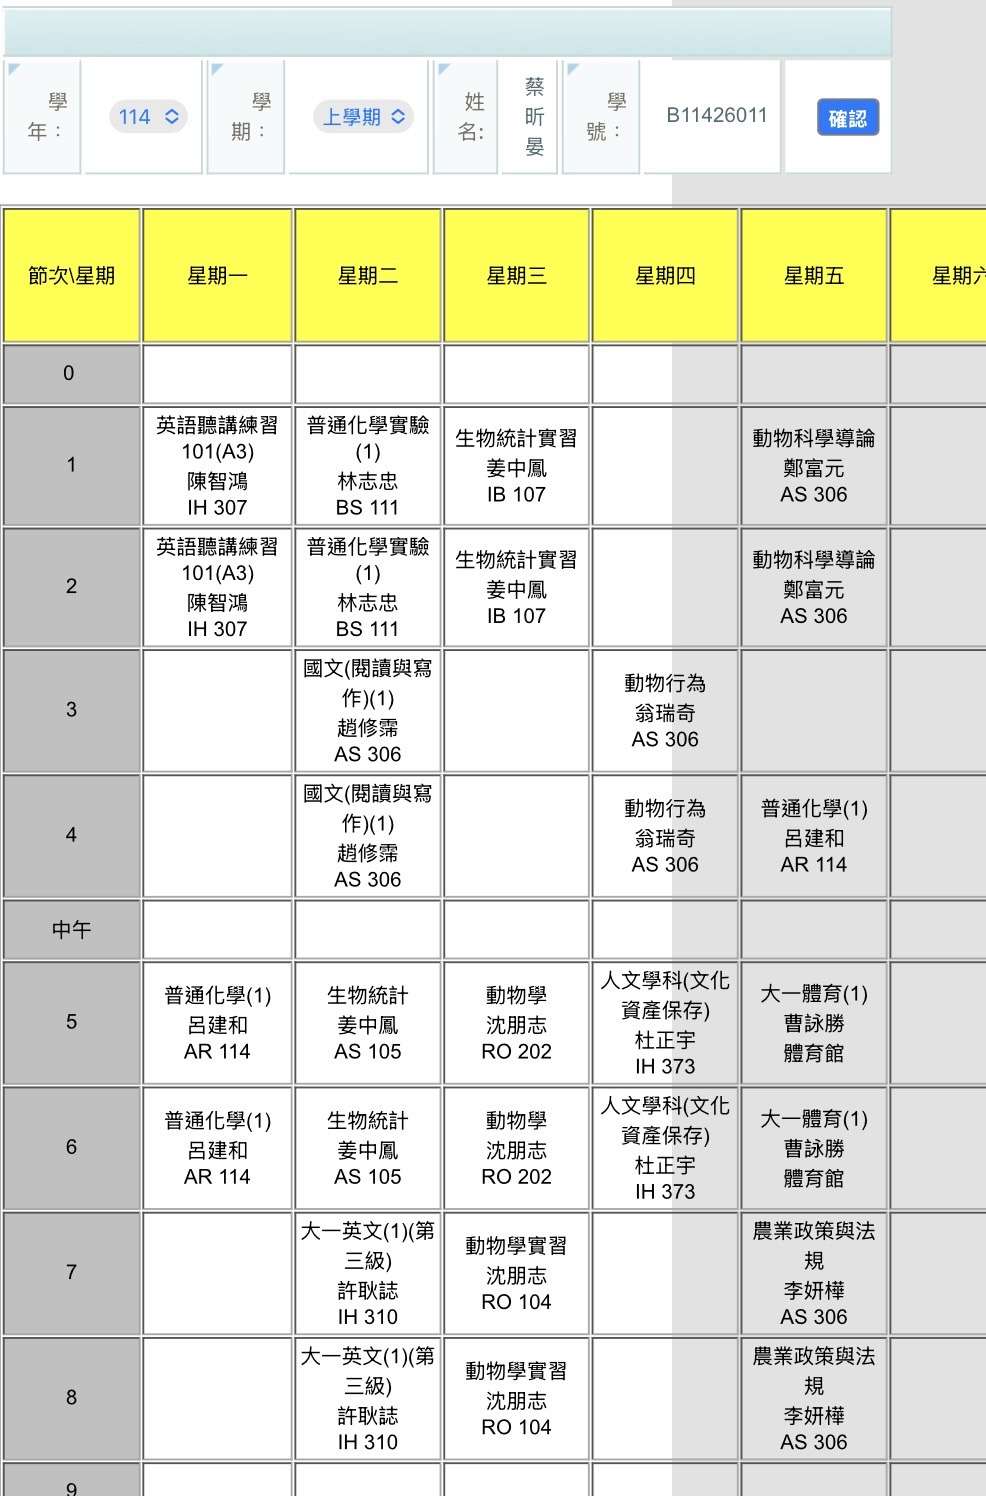 學年：
114
學期：
上學期
姓名:
蔡昕晏
學號：
B11426011
確認
節次\星期
星期一
星期二
星期三
星期四
星期五
星期六
0
1
英語聽講練習
101(A3)
陳智鴻
IH 307
普通化學實驗
(1)
林志忠
BS 111
生物統計實習
姜中鳳
IB 107
動物科學導論
鄭富元
AS 306
2
英語聽講練習
101(A3)
陳智鴻
IH 307
普通化學實驗
(1)
林志忠
BS 111
生物統計實習
姜中鳳
IB 107
動物科學導論
鄭富元
AS 306
3
國文(閱讀與寫
作)(1)
趙修霈
AS 306
動物行為
翁瑞奇
AS 306
4
國文(閱讀與寫
作)(1)
趙修霈
AS 306
動物行為
翁瑞奇
AS 306
普通化學(1)
呂建和
AR 114
中午
5
普通化學(1)
呂建和
AR 114
生物統計
姜中鳳
AS 105
動物學
沈朋志
RO 202
人文學科(文化
資產保存)
杜正宇
IH 373
大一體育(1)
曹詠勝
體育館
6
普通化學(1)
呂建和
AR 114
生物統計
姜中鳳
AS 105
動物學
沈朋志
RO 202
人文學科(文化
資產保存)
杜正宇
IH 373
大一體育(1)
曹詠勝
體育館
7
大一英文(1)(第
三級)
許耿誌
IH 310
動物學實習
沈朋志
RO 104
農業政策與法
規
李妍樺
AS 306
8
大一英文(1)(第
三級)
許耿誌
IH 310
動物學實習
沈朋志
RO 104
農業政策與法
規
李妍樺
AS 306
9